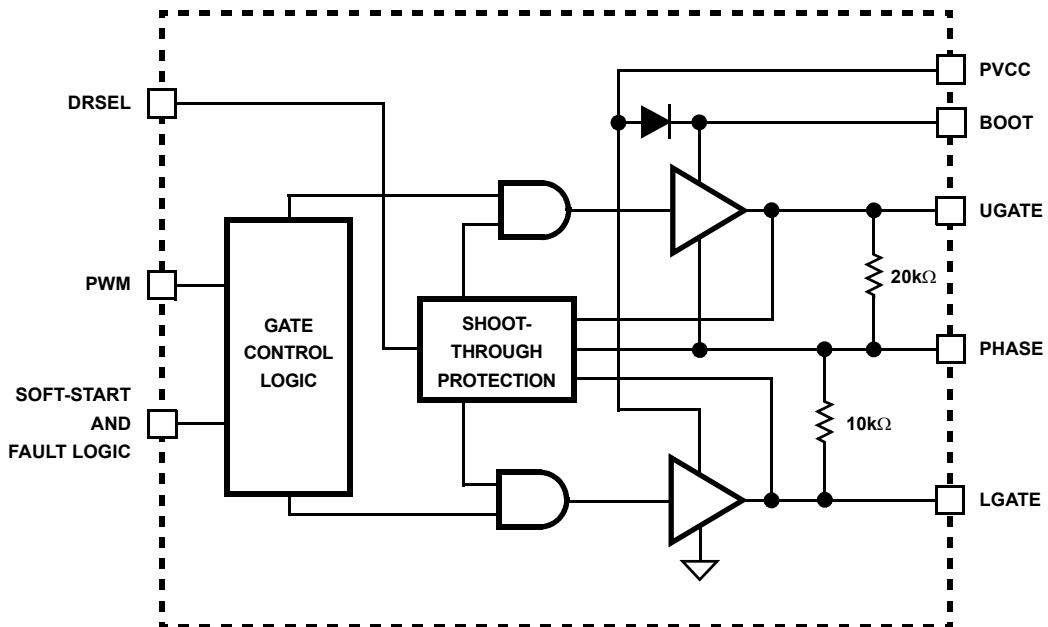 PVCC
DRSEL
BOOT
UGATE
PWM
20kΩ
GATE
CONTROL
LOGIC
SHOOT-
THROUGH
PROTECTION
PHASE
SOFT-START
AND
FAULT LOGIC
10kΩ
LGATE